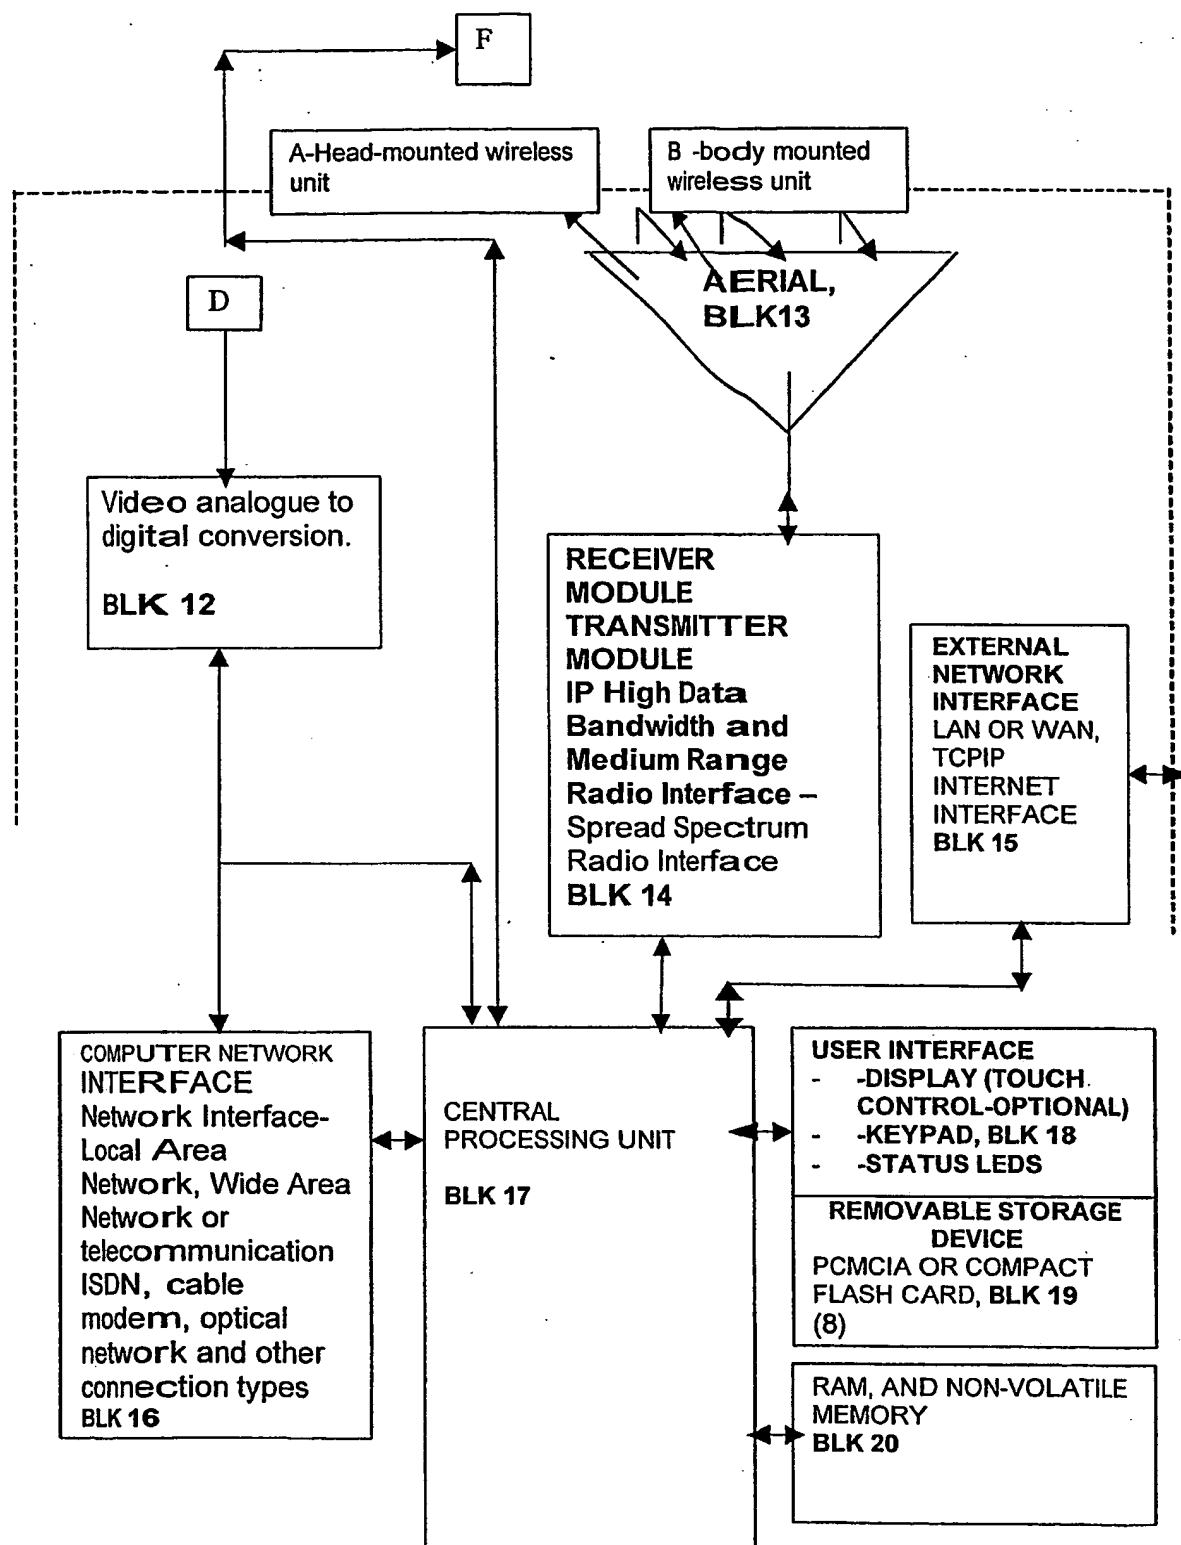 F
A-Head-mounted wireless
unit
B -body mounted
wireless unit
D
AERIAL,
BLK13
Video analogue to
digital conversion.
BLK 12
RECEIVER
MODULE
TRANSMITTER
MODULE
IP High Data
Bandwidth and
Medium Range
Radio Interface –
Spread Spectrum
Radio Interface
BLK 14
EXTERNAL
NETWORK
INTERFACE
LAN OR WAN,
TCPIP
INTERNET
INTERFACE
BLK 15
COMPUTER NETWORK
INTERFACE
Network Interface-
Local Area
Network, Wide Area
Network or
telecommunication
ISDN, cable
modem, optical
network and other
connection types
BLK 16
CENTRAL
PROCESSING UNIT
BLK 17
USER INTERFACE
- -DISPLAY (TOUCH
CONTROL-OPTIONAL)
- -KEYPAD, BLK 18
- -STATUS LEDS
REMOVABLE STORAGE
DEVICE
PCMCIA OR COMPACT
FLASH CARD, BLK 19
(8)
RAM, AND NON-VOLATILE
MEMORY
BLK 20